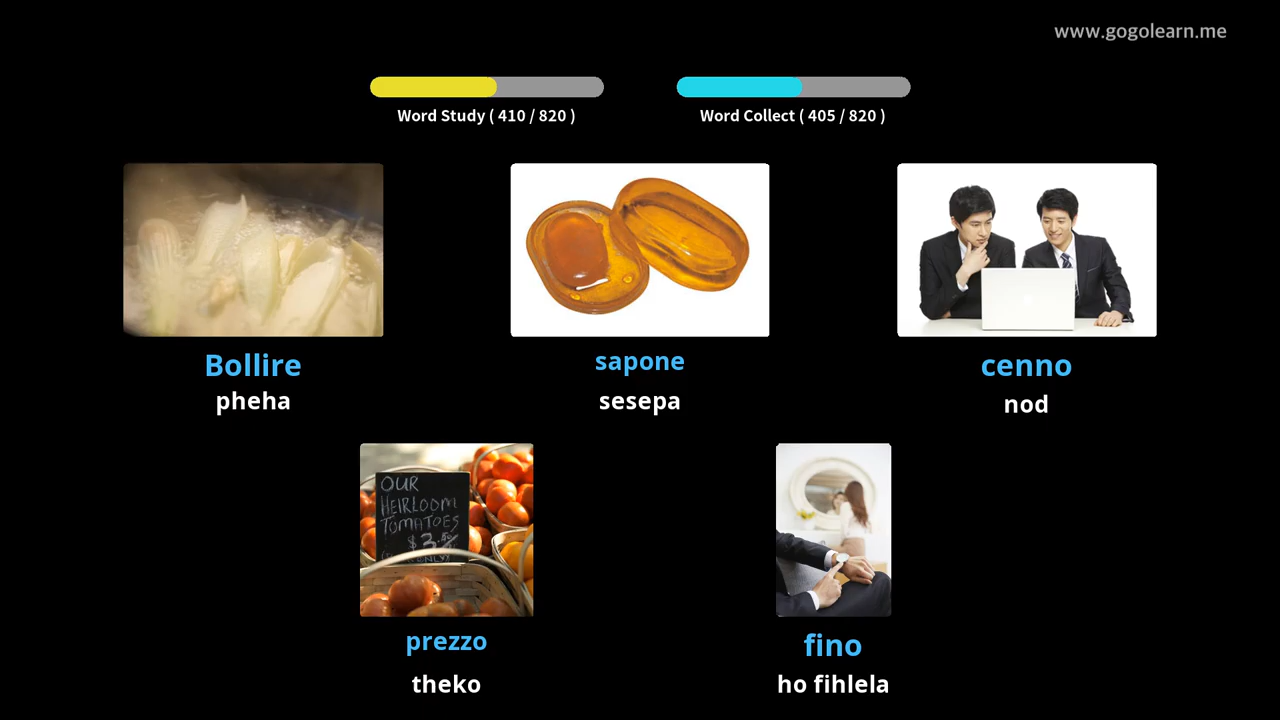 www.gogolearn.me
Word Study ( 410 / 820 )
Word Collect ( 405 / 820 )
Bollire
pheha
sapone
sesepa
cenno
nod
OUR
HEIRLOOM
TOMATOES
prezzo
theko
fino
ho fihlela